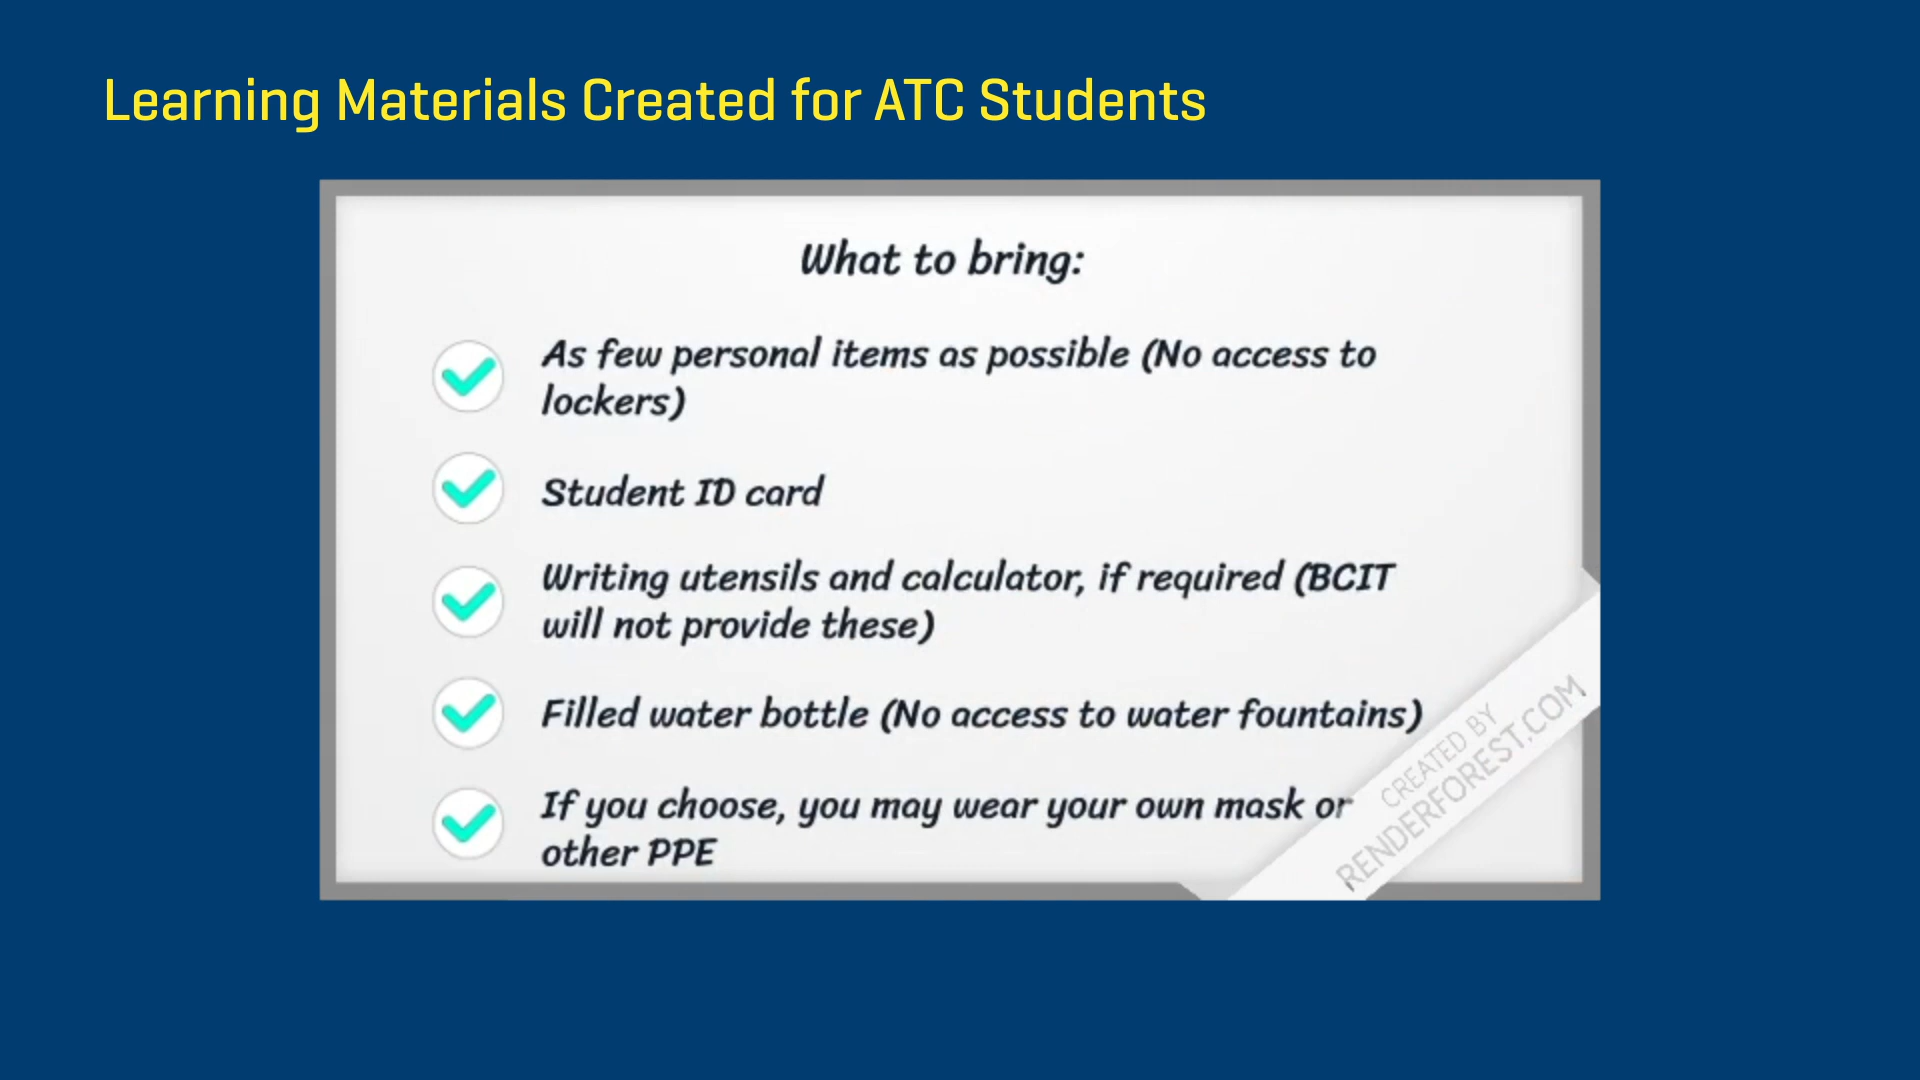 Learning Materials Created for ATC Students
What to bring:
As few personal items as possible (No access to
lockers)
Student ID card
Writing utensils and calculator, if required (BCIT
will not provide these)
Filled water bottle (No access to water fountains)
If you choose, you may wear your own mask or
other PPE
CREATED BY
RENDERFOREST.COM